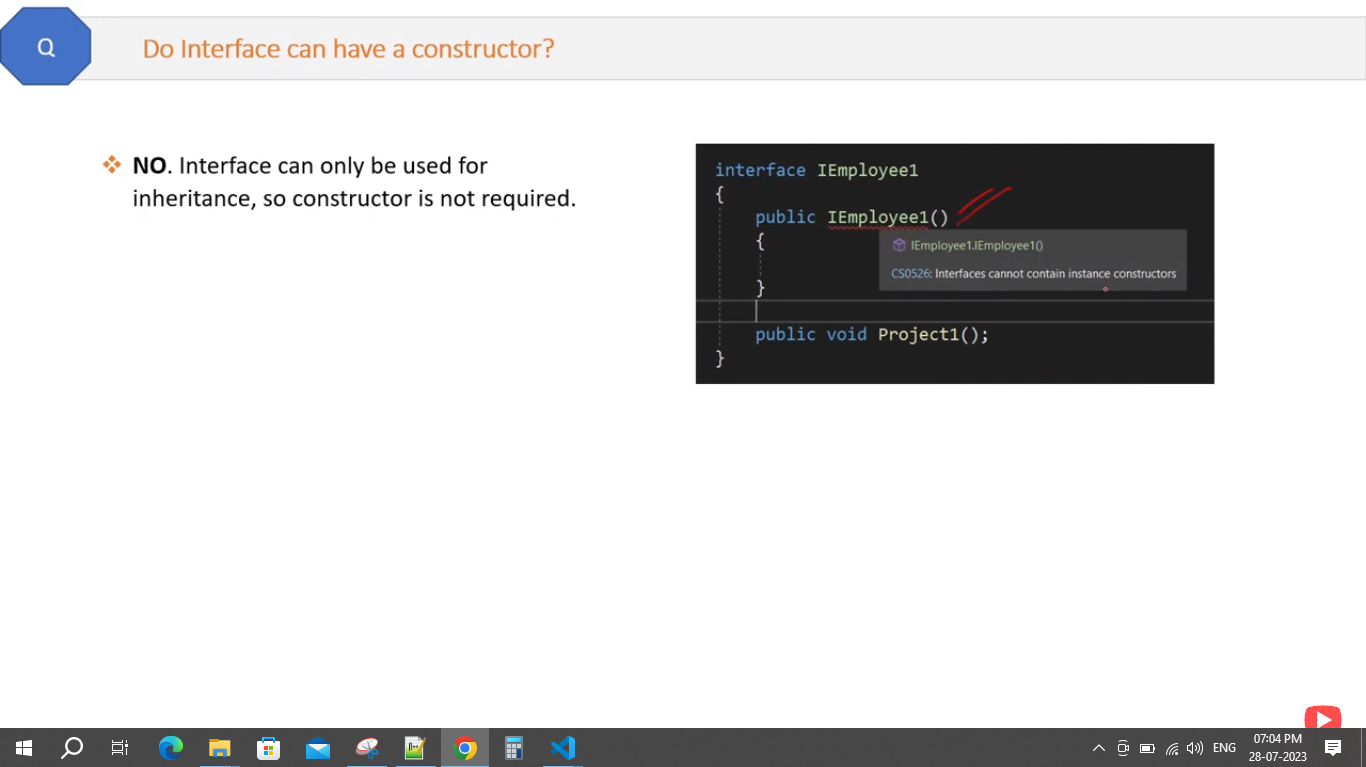 Q
Do Interface can have a constructor?
NO. Interface can only be used for
inheritance, so constructor is not required.
interface IEmployee1
{
public IEmployee1()
{
IEmployee1.IEmployee1()
CS0526: Interfaces cannot contain instance constructors
}
public void Project1();
}
ENG
07:04 PM
28-07-2023